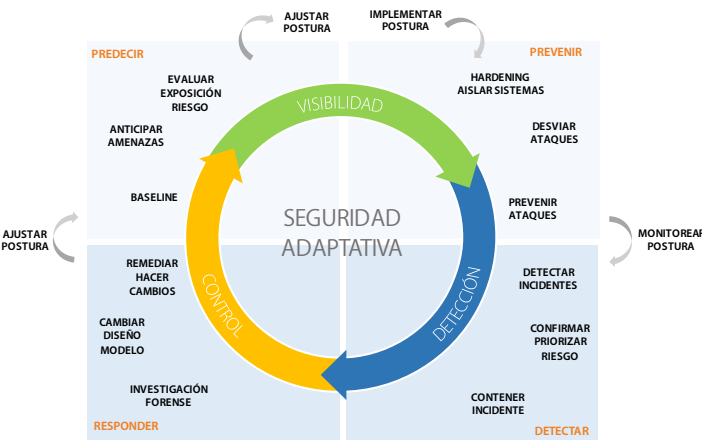 AJUSTAR
POSTURA
IMPLEMENTAR
POSTURA
PREDECIR
PREVENIR
EVALUAR
EXPOSICIÓN
RIESGO
HARDENING
AISLAR SISTEMAS
VISIBILIDAD
ANTICIPAR
AMENAZAS
DESVIAR
ATAQUES
BASELINE
PREVENIR
ATAQUES
SEGURIDAD
ADAPTATIVA
AJUSTAR
POSTURA
MONITOREAR
POSTURA
REMEDIAR
HACER
CAMBIOS
DETECTAR
INCIDENTES
CONTROL
DETECCIÓN
CAMBIAR
DISEÑO
MODELO
CONFIRMAR
PRIORIZAR
RIESGO
INVESTIGACIÓN
FORENSE
CONTENER
INCIDENTE
RESPONDER
DETECTAR